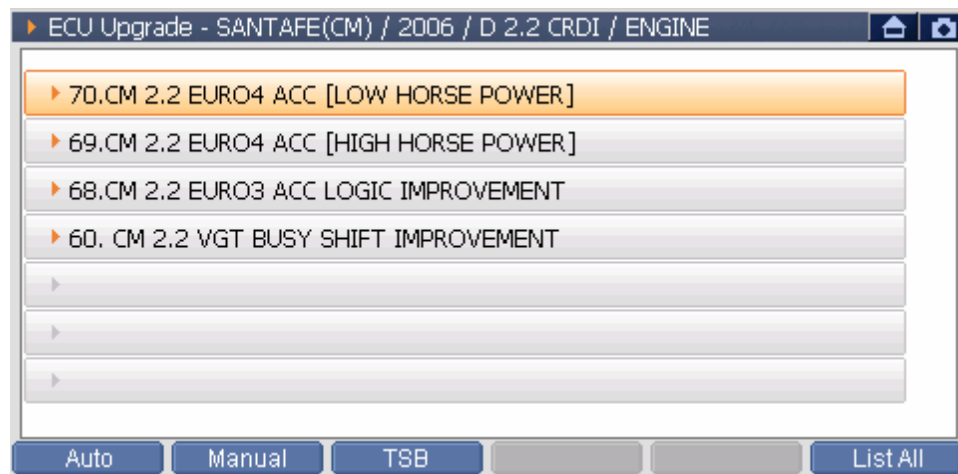 ECU Upgrade - SANTAFE(CM) / 2006 / D 2.2 CRDI / ENGINE
70.CM 2.2 EURO4 ACC [LOW HORSE POWER]
69.CM 2.2 EURO4 ACC [HIGH HORSE POWER]
68.CM 2.2 EURO3 ACC LOGIC IMPROVEMENT
60. CM 2.2 VGT BUSY SHIFT IMPROVEMENT
Auto Manual TSB List All